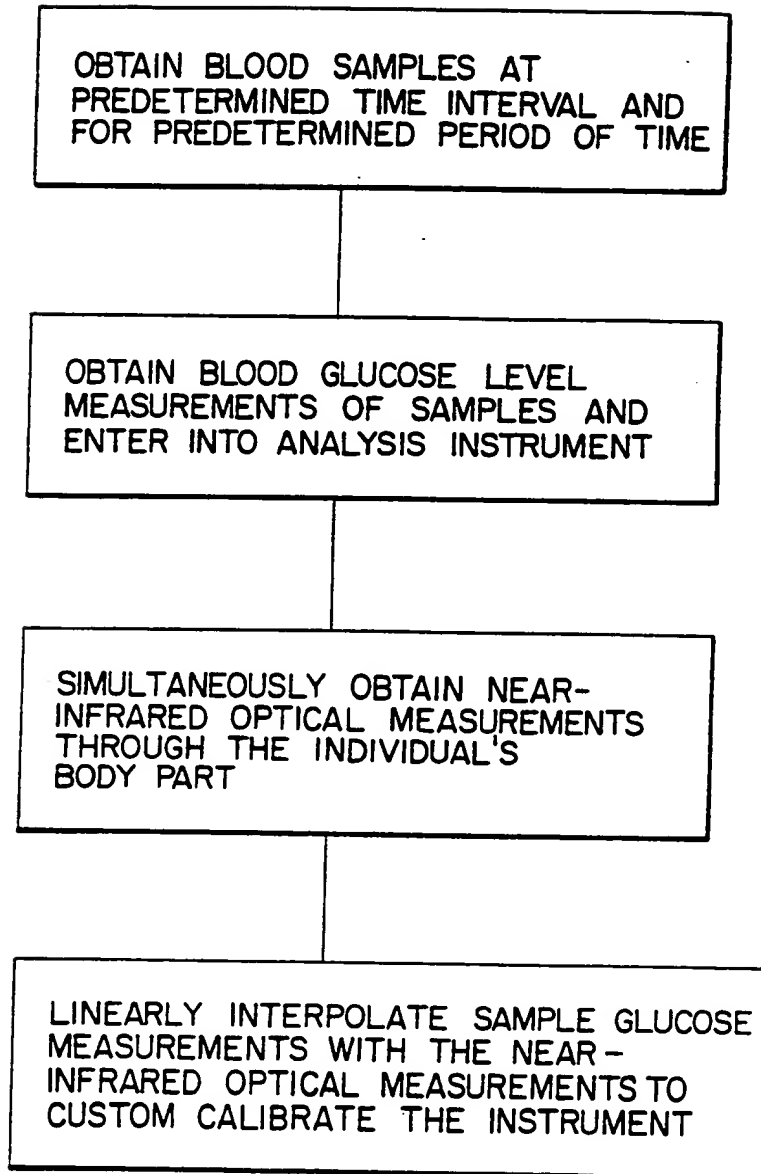 OBTAIN BLOOD SAMPLES AT
PREDETERMINED TIME INTERVAL AND
FOR PREDETERMINED PERIOD OF TIME
OBTAIN BLOOD GLUCOSE LEVEL
MEASUREMENTS OF SAMPLES AND
ENTER INTO ANALYSIS INSTRUMENT
SIMULTANEOUSLY OBTAIN NEAR-
INFRARED OPTICAL MEASUREMENTS
THROUGH THE INDIVIDUAL'S
BODY PART
LINEARLY INTERPOLATE SAMPLE GLUCOSE
MEASUREMENTS WITH THE NEAR-
INFRARED OPTICAL MEASUREMENTS TO
CUSTOM CALIBRATE THE INSTRUMENT